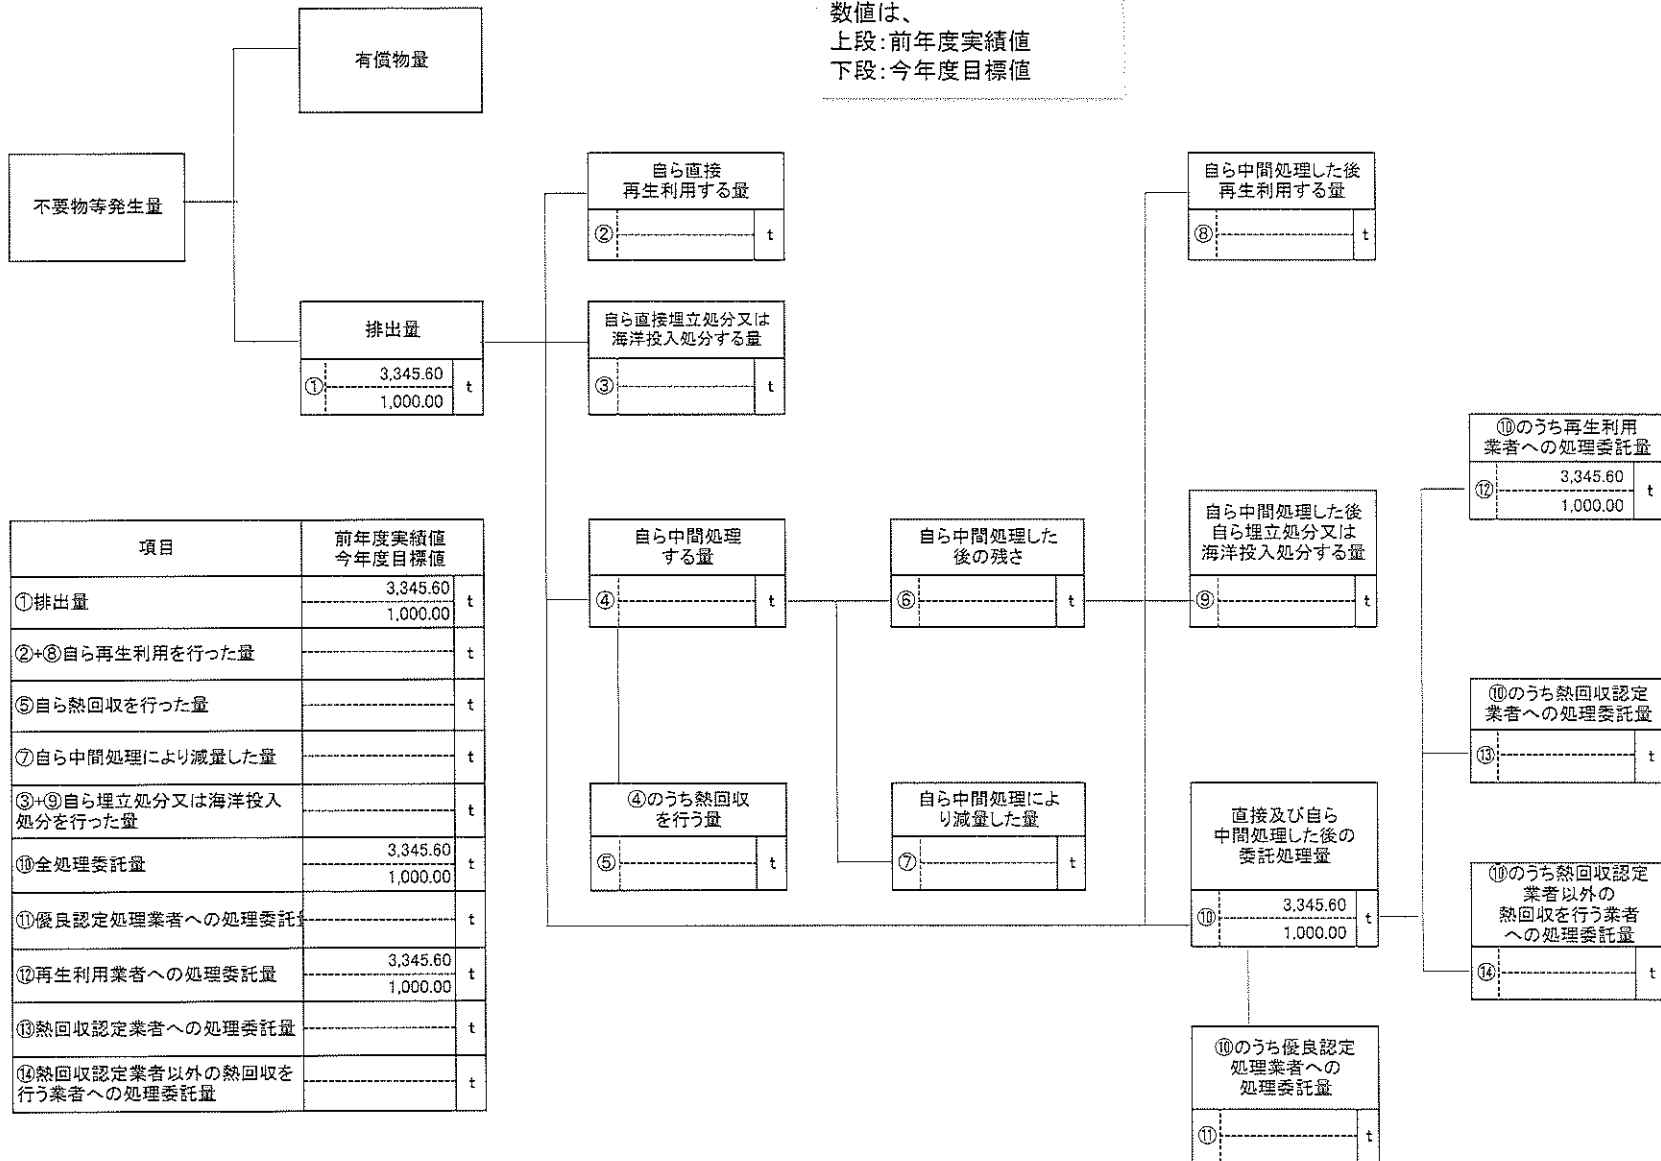 数値は、
上段:前年度実績値
下段:今年度目標値
有償物量
不要物等発生量
排出量
①
3,345.60
1,000.00
t
自ら直接
再生利用する量
②
t
自ら直接埋立処分又は
海洋投入処分する量
③
t
自ら中間処理
する量
④
t
④のうち熱回収
を行う量
⑤
t
自ら中間処理した
後の残さ
⑥
t
自ら中間処理によ
り減量した量
⑦
t
自ら中間処理した後
再生利用する量
⑧
t
自ら中間処理した後
自ら埋立処分又は
海洋投入処分する量
⑨
t
直接及び自ら
中間処理した後の
委託処理量
⑩
3,345.60
1,000.00
t
⑩のうち優良認定
処理業者への
処理委託量
⑪
t
⑩のうち再生利用
業者への処理委託量
⑫
3,345.60
1,000.00
t
⑩のうち熱回収認定
業者への処理委託量
⑬
t
⑩のうち熱回収認定
業者以外の
熱回収を行う業者
への処理委託量
⑭
t
項目
前年度実績値
今年度目標値
①排出量
3,345.60
1,000.00
t
②+⑧自ら再生利用を行った量
t
⑤自ら熱回収を行った量
t
⑦自ら中間処理により減量した量
t
③+⑨自ら埋立処分又は海洋投入
処分を行った量
t
⑩全処理委託量
3,345.60
1,000.00
t
⑪優良認定処理業者への処理委託
t
⑫再生利用業者への処理委託量
3,345.60
1,000.00
t
⑬熱回収認定業者への処理委託量
t
⑭熱回収認定業者以外の熱回収を
行う業者への処理委託量
t